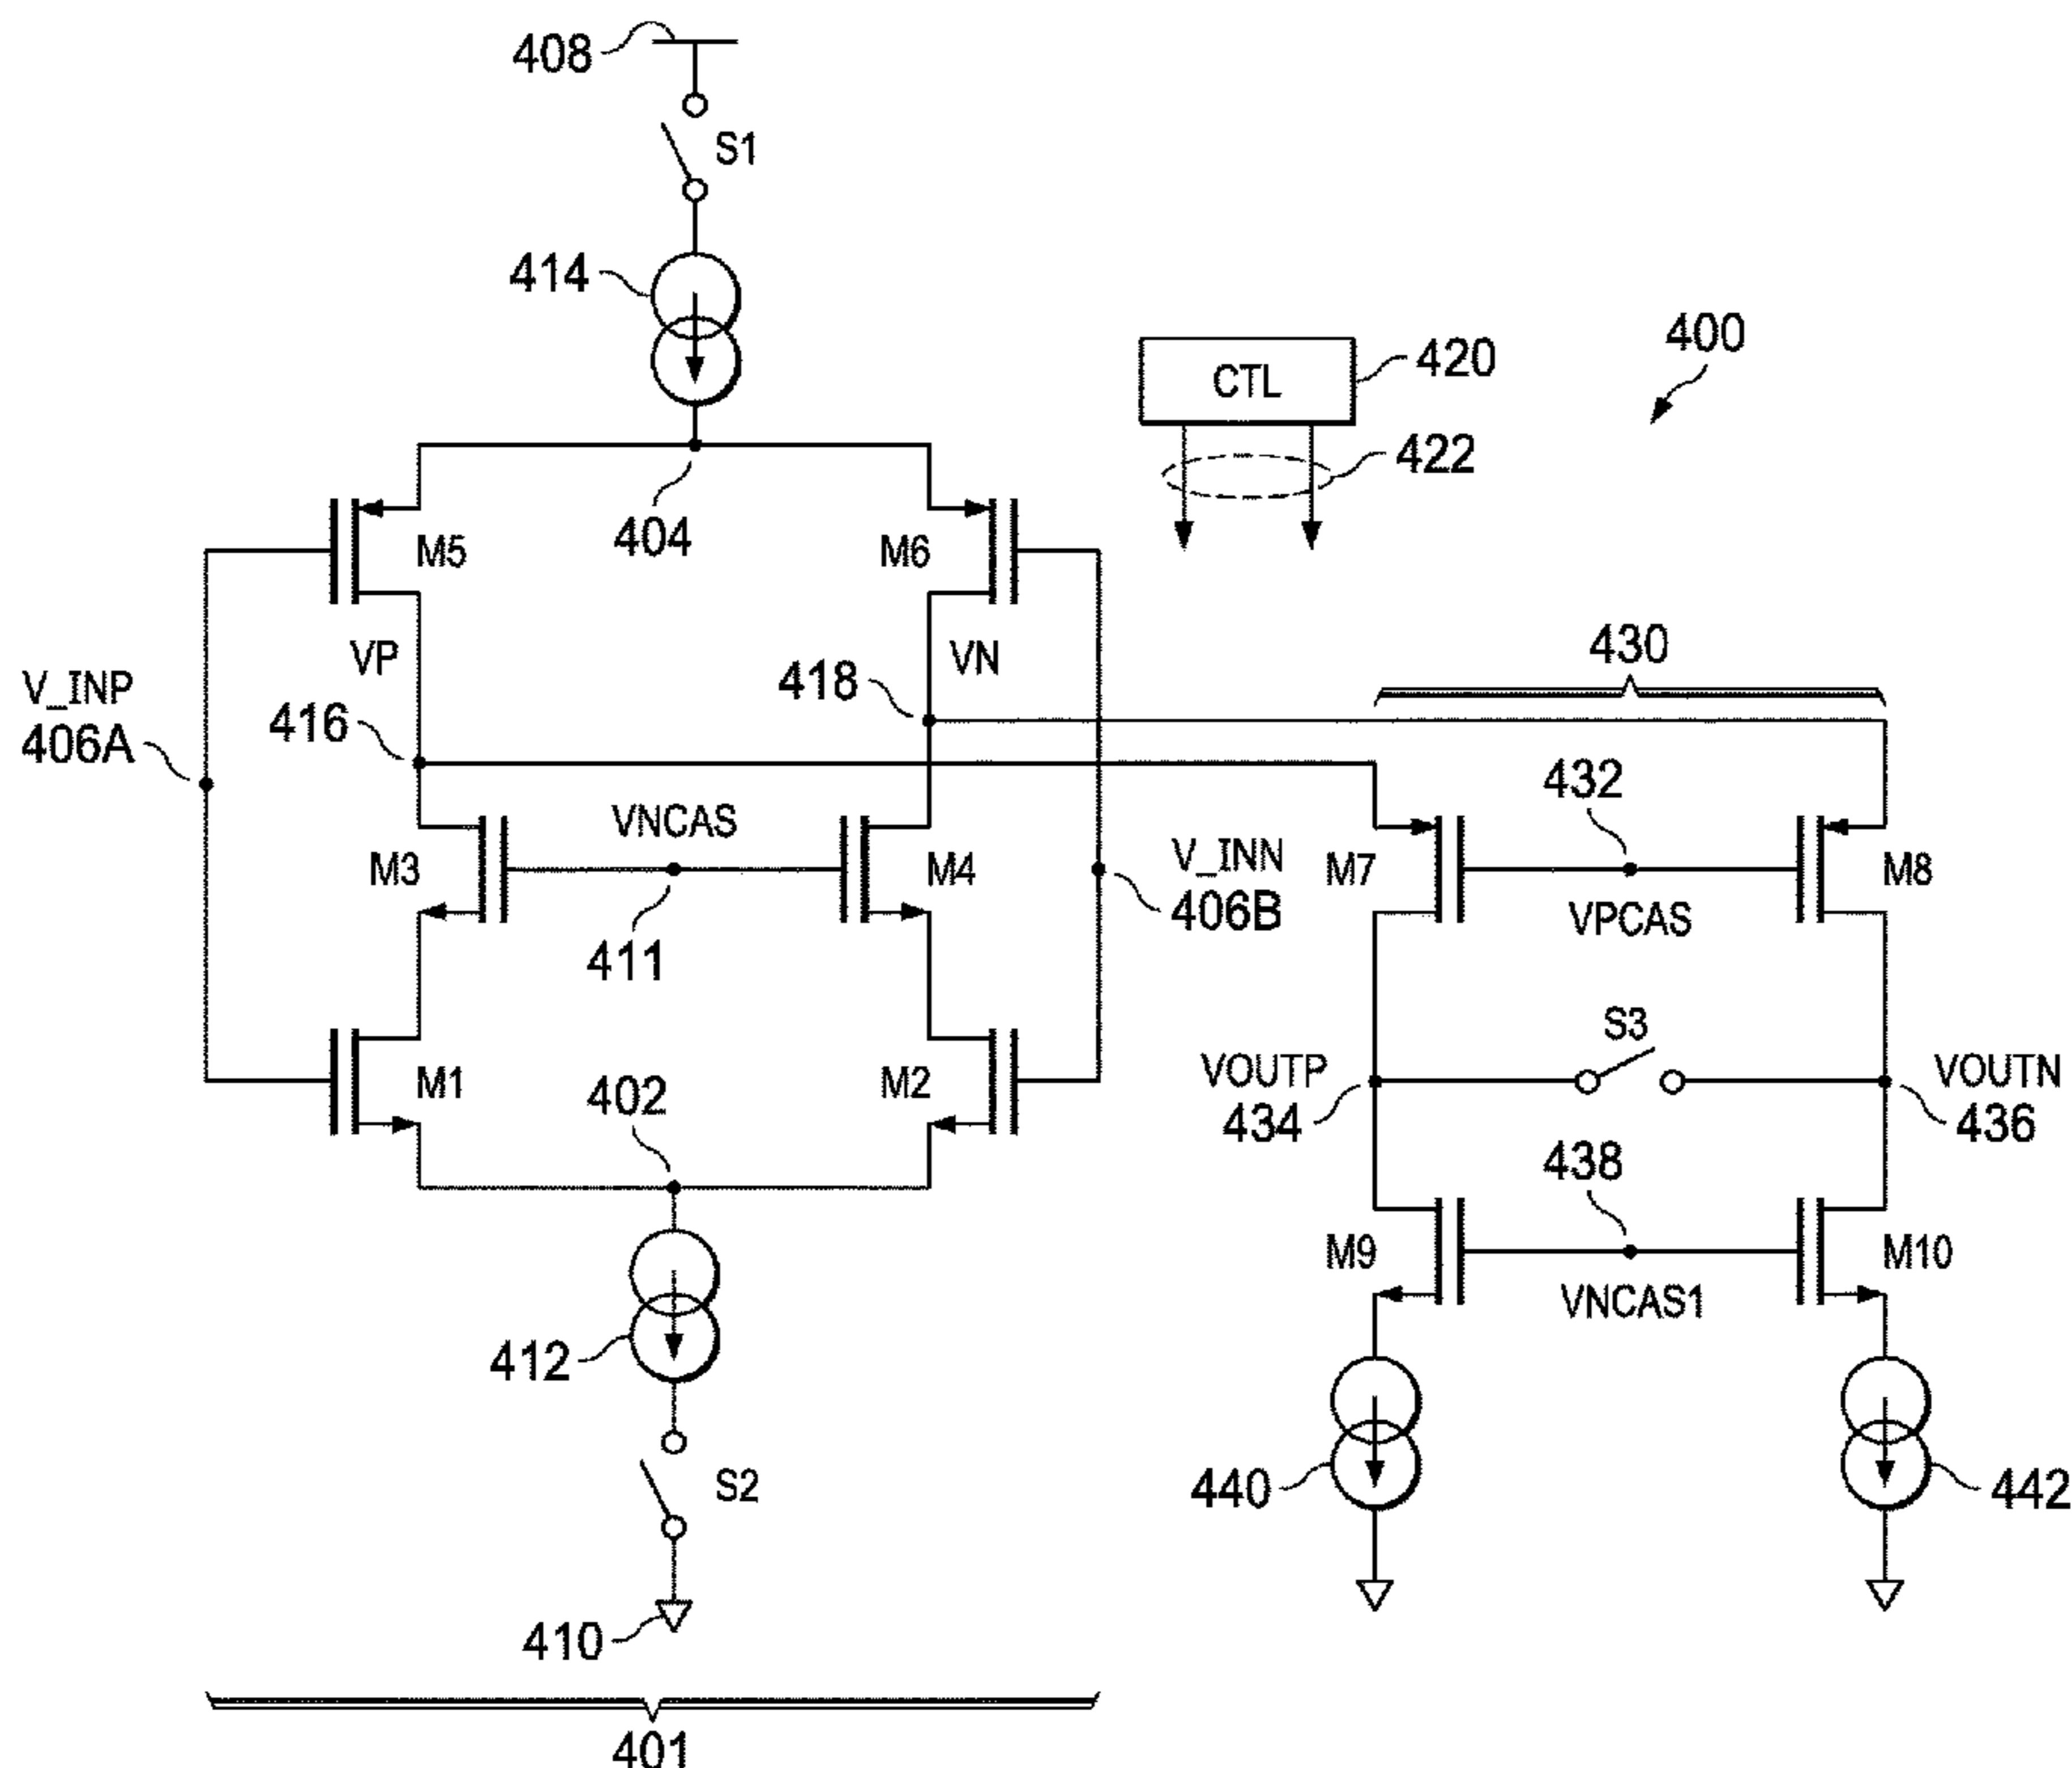 408
S1
414
400
CTL
420
422
404
M5
M6
430
VP
VN
418
V_INP
406A
416
432
VNCAS
V_INN
406B
M3
M4
M7
M8
VPCAS
411
S3
VOUTP
434
VOUTN
436
M1
M2
402
438
M9
M10
VNCAS1
412
440
442
S2
410
401